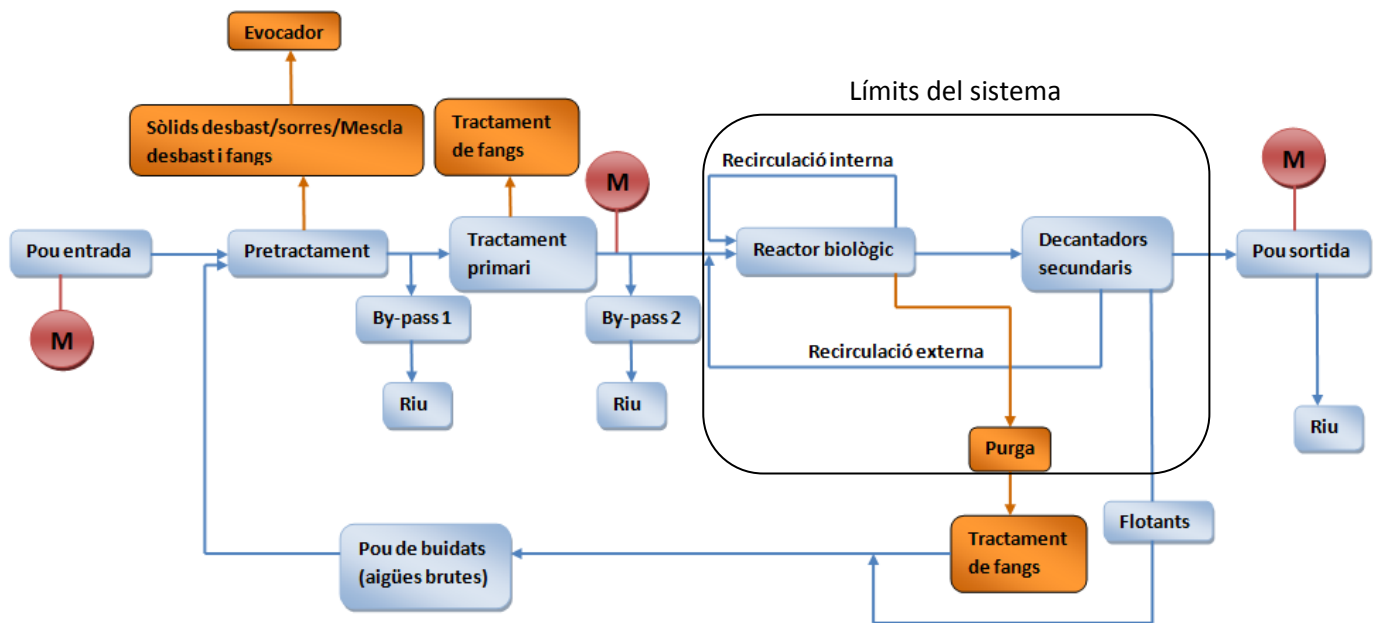 Evocador
Límits del sistema
Sòlids desbast/sorres/Mescla
desbast i fangs
Tractament
de fangs
M
M
Recirculació interna
Pou entrada
Pretractament
Tractament
primari
Reactor biològic
Decantadors
secundaris
Pou sortida
M
By-pass 1
By-pass 2
Recirculació externa
Riu
Riu
Riu
Purga
Flotants
Pou de buidats
(aigües brutes)
Tractament
de fangs